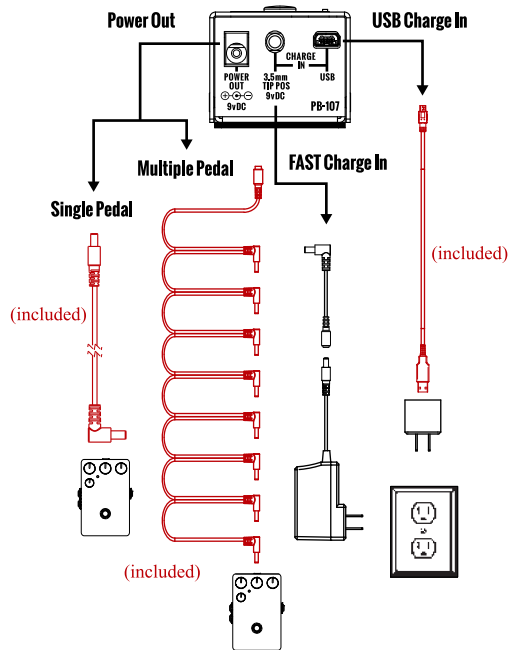 Power Out
USB Charge In
POWER
OUT
9vDC
3.5mm
TIP POS
9vDC
CHARGE
IN
USB
PB-107
Multiple Pedal
FAST Charge In
Single Pedal
(included)
(included)
(included)